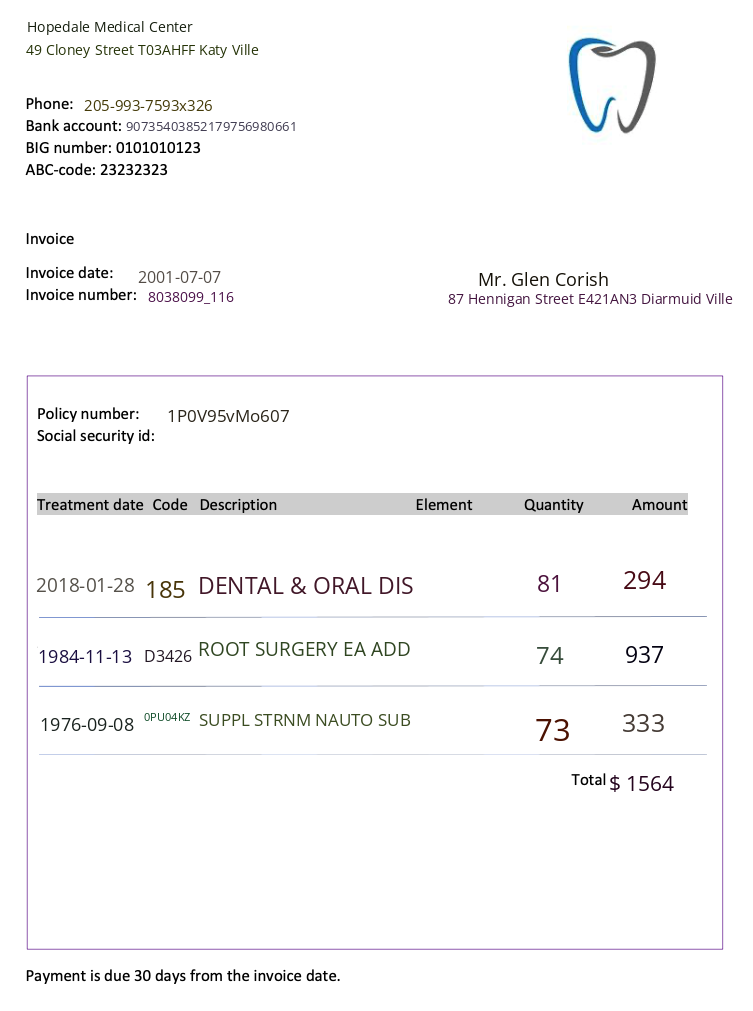 Hopedale Medical Center
49 Cloney Street T03AHFF Katy Ville
Phone: 205-993-7593x326
Bank account: 90735403852179756980661
BIG number: 0101010123
ABC-code: 23232323
Invoice
Invoice date: 2001-07-07
Mr. Glen Corish
Invoice number: 8038099_116
87 Hennigan Street E421AN3 Diarmuid Ville
Policy number: 1P0V95vMo607
Social security id:
Treatment date Code Description Element Quantity Amount
2018-01-28 185 DENTAL & ORAL DIS 81 294
1984-11-13 D3426 ROOT SURGERY EA ADD 74 937
1976-09-08 0PU04KZ SUPPL STRNM NAUTO SUB 73 333
Total $ 1564
Payment is due 30 days from the invoice date.